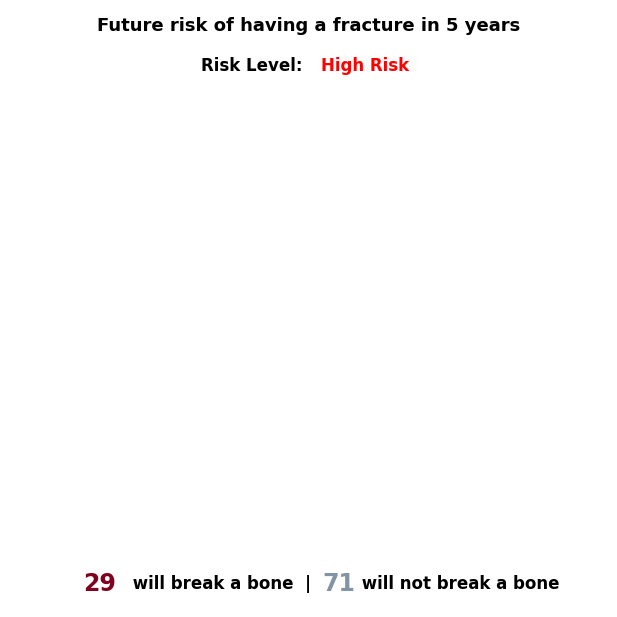 Future risk of having a fracture in 5 years
Risk Level: High Risk
29 will break a bone | 71 will not break a bone